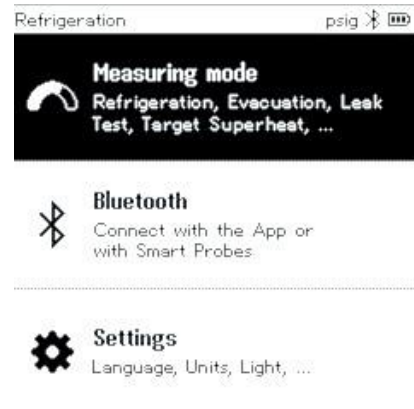 Refrigeration psig
Measuring mode
Refrigeration, Evacuation, Leak
Test, Target Superheat, ...
Bluetooth
Connect with the App or
with Smart Probes
Settings
Language, Units, Light, ...